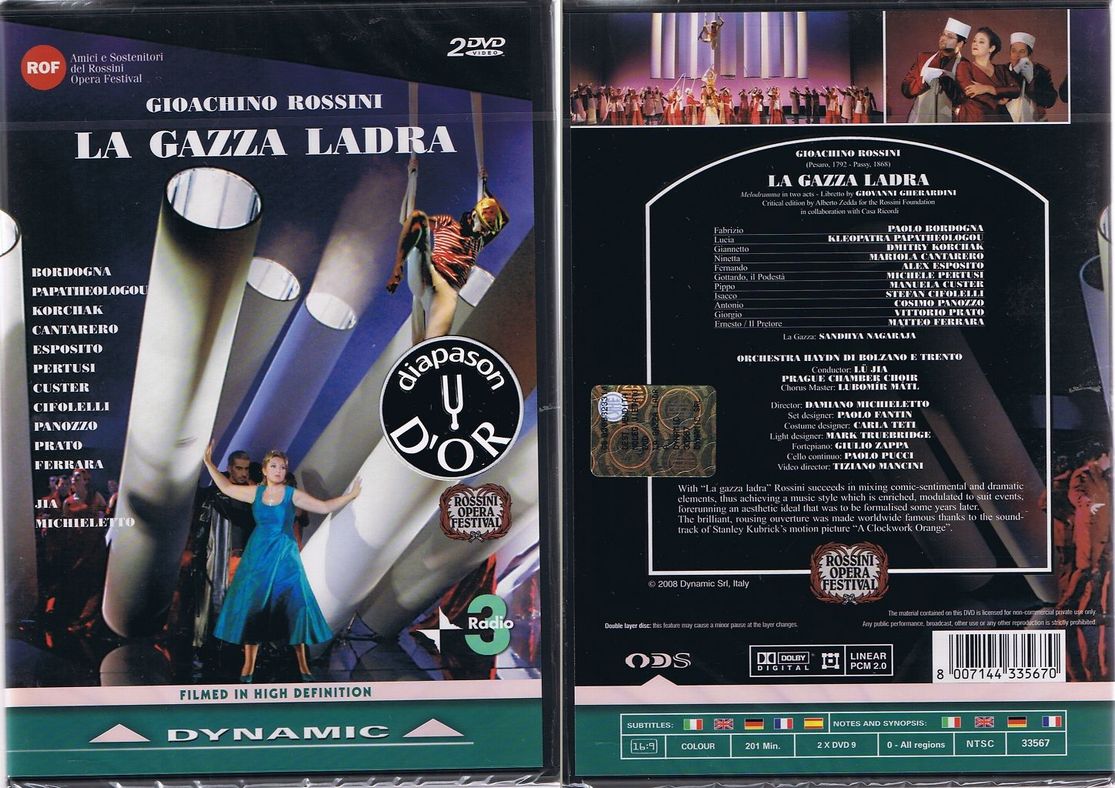 ROF
Amici e Sostenitori
del Rossini
Opera Festival
2 DVD
VIDEO
GIOACHINO ROSSINI
LA GAZZA LADRA
BORDOGNA
PAPATHEOLOGOU
KORCHAK
CANTARERO
ESPOSITO
PERTUSI
CUSTER
CIFOLELLI
PANOZZO
PRATO
FERRARA
JIA
MICHIELETTO
diapason
D'OR
ROSSINI
OPERA
FESTIVAL
Radio 3
FILMED IN HIGH DEFINITION
DYNAMIC
GIOACHINO ROSSINI
(Pesaro, 1792 - Passy, 1868)
LA GAZZA LADRA
Melodramma in two acts - Libretto by GIOVANNI GHERARDINI
Critical edition by Alberto Zedda for the Rossini Foundation
in collaboration with Casa Ricordi
Fabrizio PAOLO BORDOGNA
Lucia KLEOPATRA PAPATHEOLOGOU
Giannetto DMITRY KORCHAK
Ninetta MARIOLA CANTARERO
Fernando ALEX ESPOSITO
Gottardo, il Podestà MICHELE PERTUSI
Pippo MANUELA CUSTER
Isacco STEFAN CIFOLELLI
Antonio COSIMO PANOZZO
Giorgio VITTORIO PRATO
Ernesto / Il Pretore MATTEO FERRARA
La Gazza: SANDHYA NAGARAJA
ORCHESTRA HAYDN DI BOLZANO E TRENTO
Conductor: LÜ JIA
PRAGUE CHAMBER CHOIR
Chorus Master: LUBOMÍR MATL
Director: DAMIANO MICHIELETTO
Set designer: PAOLO FANTIN
Costume designer: CARLA TETI
Light designer: MARK TRUEBRIDGE
Fortepiano: GIULIO ZAPPA
Cello continuo: PAOLO PUCCI
Video director: TIZIANO MANCINI
With "La gazza ladra" Rossini succeeds in mixing comic-sentimental and dramatic
elements, thus achieving a music style which is enriched, modulated to suit events,
forerunning an aesthetic ideal that was to be formalised some years later.
The brilliant, rousing ouverture was made worldwide famous thanks to the sound-
track of Stanley Kubrick's motion picture "A Clockwork Orange".
ROSSINI
OPERA
FESTIVAL
© 2008 Dynamic Srl, Italy
The material contained on this DVD is licensed for non-commercial private use only.
Double layer disc: this feature may cause a minor pause at the layer changes.
Any public performance, broadcast, other use or any other reproduction is strictly prohibited.
ODS
DOLBY
DIGITAL
LINEAR
PCM 2.0
8 007144 335670
SUBTITLES:
NOTES AND SYNOPSIS:
16:9
COLOUR
201 Min.
2 X DVD 9
0 - All regions
NTSC
33567